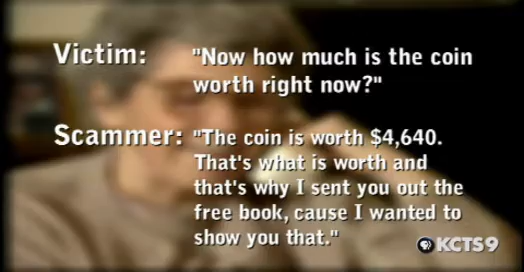 Victim: "Now how much is the coin
worth right now?"
Scammer: "The coin is worth $4,640.
That's what is worth and
that's why I sent you out the
free book, cause I wanted to
show you that."
KCTS9